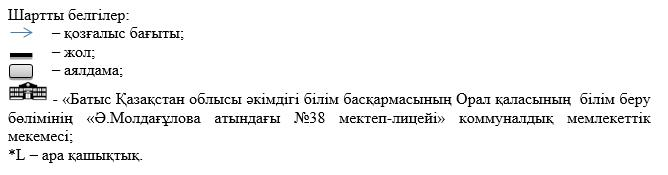 Шартты белгілер:
– қозғалыс бағыты;
– жол;
– аялдама;
- «Батыс Қазақстан облысы әкімдігі білім басқармасының Орал қаласының білім беру
бөлімінің «Ә.Молдағұлова атындағы №38 мектеп-лицейі» коммуналдық мемлекеттік
мекемесі;
*L – ара қашықтық.